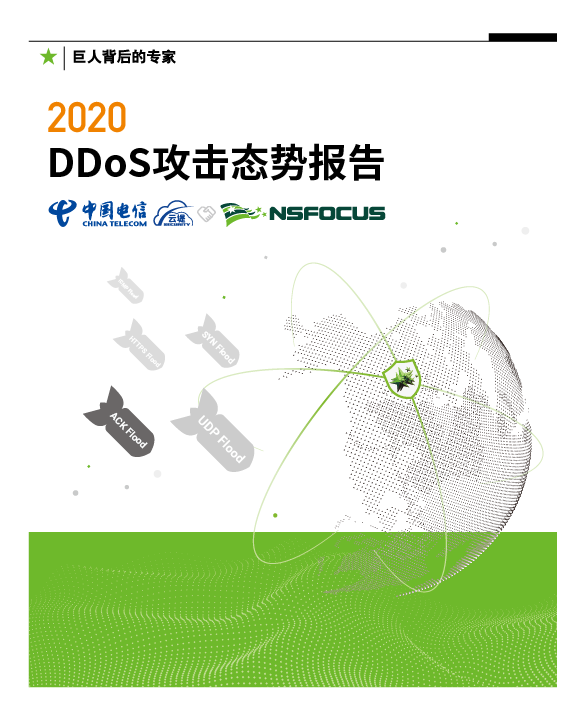 巨人背后的专家
2020
DDoS攻击态势报告
中国电信
CHINA TELECOM
云堤
SECURITY
NSFOCUS
HTTPS Flood
SYN Flood
ACK Flood
UDP Flood